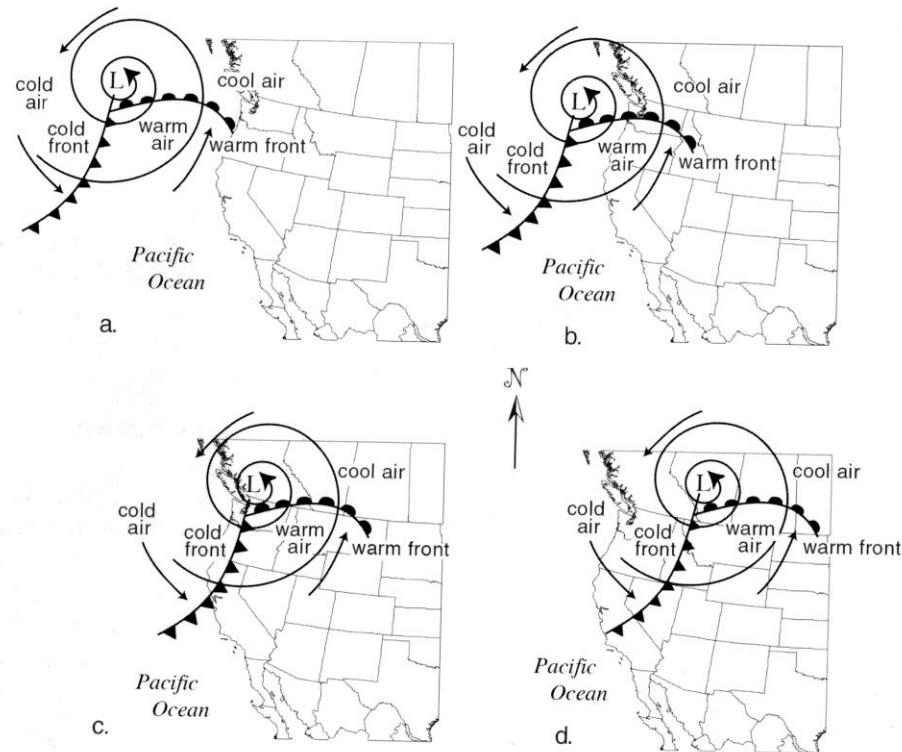 L
cool air
cold
air
cold
front
warm
air
warm front
Pacific
Ocean
a.
L
cool air
cold
air
cold
front
warm
air
warm front
Pacific
Ocean
b.
N
L
cool air
cold
air
cold
front
warm
air
warm front
Pacific
Ocean
c.
L
cool air
cold
air
cold
front
warm
air
warm front
Pacific
Ocean
d.